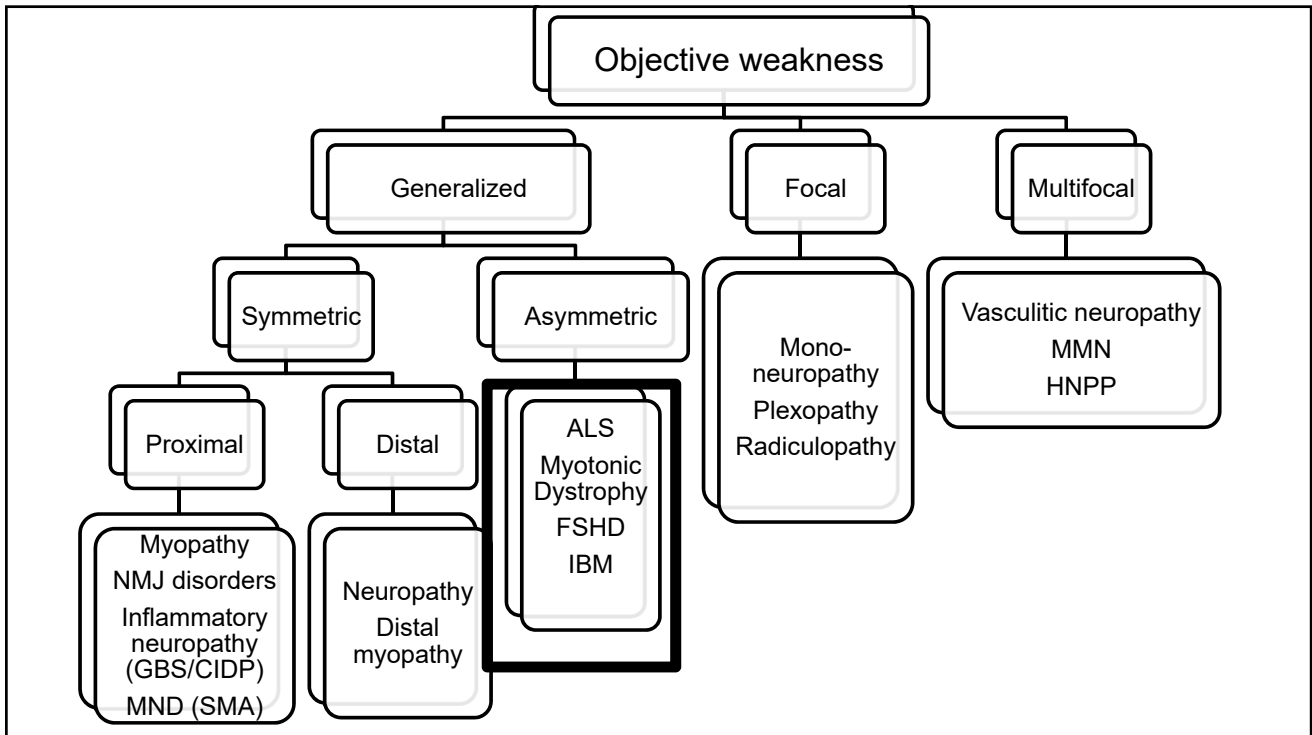 Objective weakness
Generalized
Focal
Multifocal
Symmetric
Asymmetric
Mono-
neuropathy
Plexopathy
Radiculopathy
Vasculitic neuropathy
MMN
HNPP
Proximal
Distal
ALS
Myotonic
Dystrophy
FSHD
IBM
Myopathy
NMJ disorders
Inflammatory
neuropathy
(GBS/CIDP)
MND (SMA)
Neuropathy
Distal
myopathy